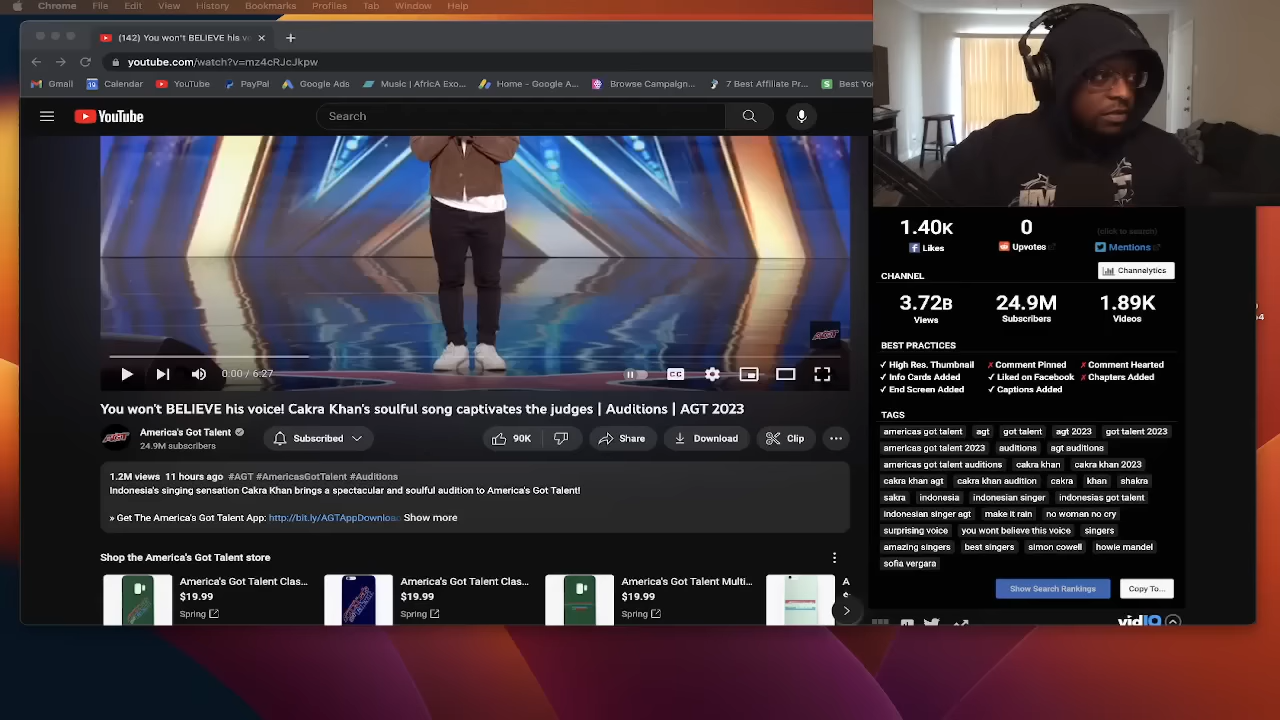 Chrome File Edit View History Bookmarks Profiles Tab Window Help
(142) You won't BELIEVE his vo
youtube.com/watch?v=mz4cRJcJkpw
Gmail Calendar YouTube PayPal Google Ads Music | AfricA Exo... Home - Google A... Browse Campaign... 7 Best Affiliate Pr... Best Yo
YouTube Search
AGT
0:00 / 6:27 CC
You won't BELIEVE his voice! Cakra Khan's soulful song captivates the judges | Auditions | AGT 2023
America's Got Talent
24.9M subscribers
Subscribed 90K Share Download Clip
1.2M views 11 hours ago #AGT #AmericasGotTalent #Auditions
Indonesia's singing sensation Cakra Khan brings a spectacular and soulful audition to America's Got Talent!
» Get The America's Got Talent App: http://bit.ly/AGTAppDownloa... Show more
Shop the America's Got Talent store
America's Got Talent Clas...
$19.99
Spring
America's Got Talent Clas...
$19.99
Spring
America's Got Talent Multi...
$19.99
Spring
A
1.40K 0 (click to search)
Likes Upvotes Mentions
CHANNEL Channelytics
3.72B 24.9M 1.89K
Views Subscribers Videos
BEST PRACTICES
✓ High Res. Thumbnail ✗ Comment Pinned ✗ Comment Hearted
✓ Info Cards Added ✓ Liked on Facebook ✗ Chapters Added
✓ End Screen Added ✓ Captions Added
TAGS
americas got talent agt got talent agt 2023 got talent 2023
americas got talent 2023 auditions agt auditions
americas got talent auditions cakra khan cakra khan 2023
cakra khan agt cakra khan audition cakra khan shakra
sakra indonesia indonesian singer indonesias got talent
indonesian singer agt make it rain no woman no cry
surprising voice you wont believe this voice singers
amazing singers best singers simon cowell howie mandel
sofia vergara
Show Search Rankings Copy To...
vidIQ